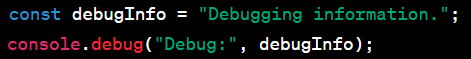 const debugInfo = "Debugging information.";
console.debug("Debug:", debugInfo);